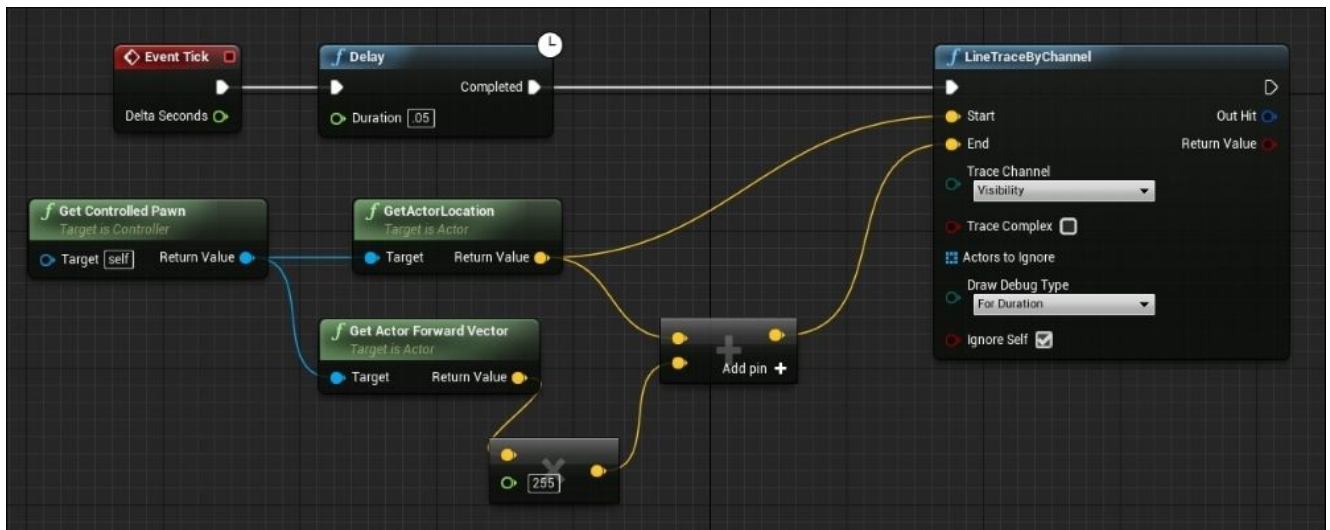 Event Tick
Delta Seconds
f Delay
Completed
Duration .05
f LineTraceByChannel
Start
Out Hit
End
Return Value
Trace Channel
Visibility
Trace Complex
Actors to Ignore
Draw Debug Type
For Duration
Ignore Self
f Get Controlled Pawn
Target is Controller
Target self Return Value
f GetActorLocation
Target is Actor
Target Return Value
f Get Actor Forward Vector
Target is Actor
Target Return Value
+
Add pin +
×
255